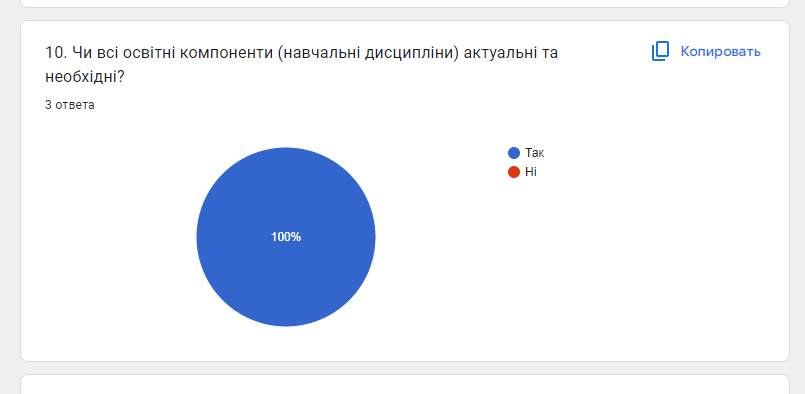 10. Чи всі освітні компоненти (навчальні дисципліни) актуальні та
необхідні?
Копировать
3 ответа
Так
Ні
100%